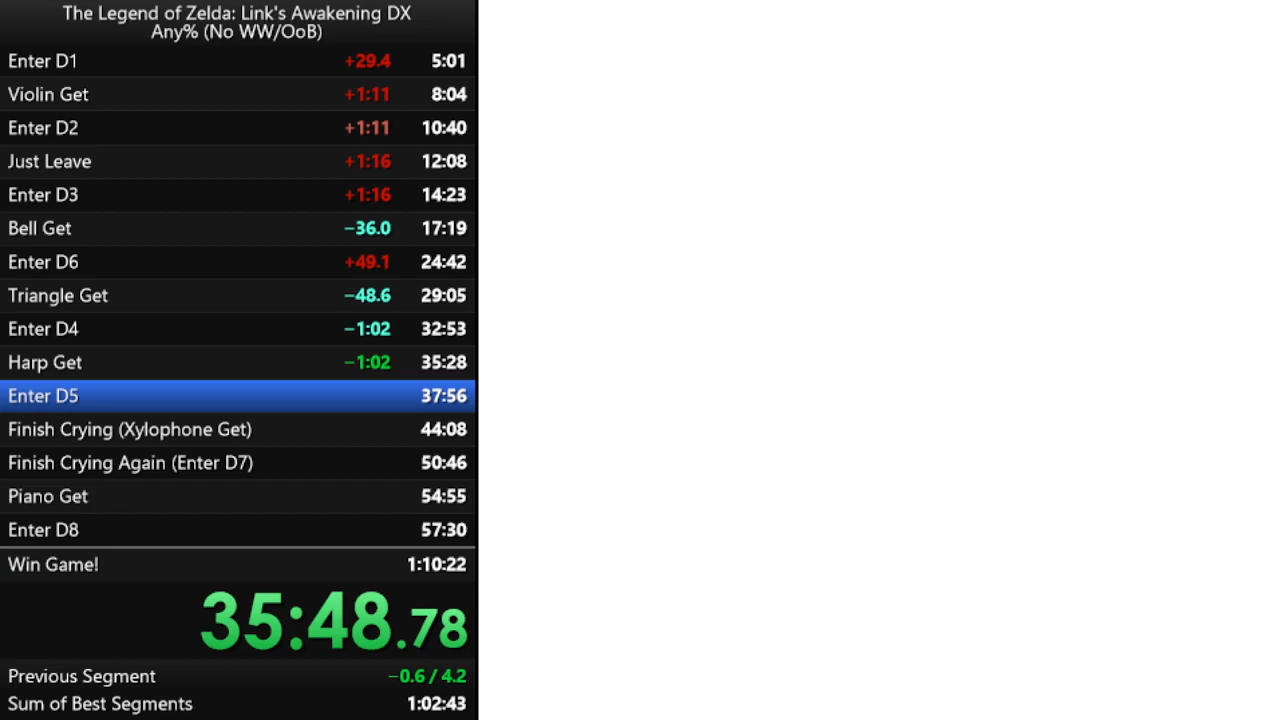 The Legend of Zelda: Link's Awakening DX
Any% (No WW/OoB)
Enter D1 +29.4 5:01
Violin Get +1:11 8:04
Enter D2 +1:11 10:40
Just Leave +1:16 12:08
Enter D3 +1:16 14:23
Bell Get −36.0 17:19
Enter D6 +49.1 24:42
Triangle Get −48.6 29:05
Enter D4 −1:02 32:53
Harp Get −1:02 35:28
Enter D5 37:56
Finish Crying (Xylophone Get) 44:08
Finish Crying Again (Enter D7) 50:46
Piano Get 54:55
Enter D8 57:30
Win Game! 1:10:22
35:48.78
Previous Segment −0.6 / 4.2
Sum of Best Segments 1:02:43